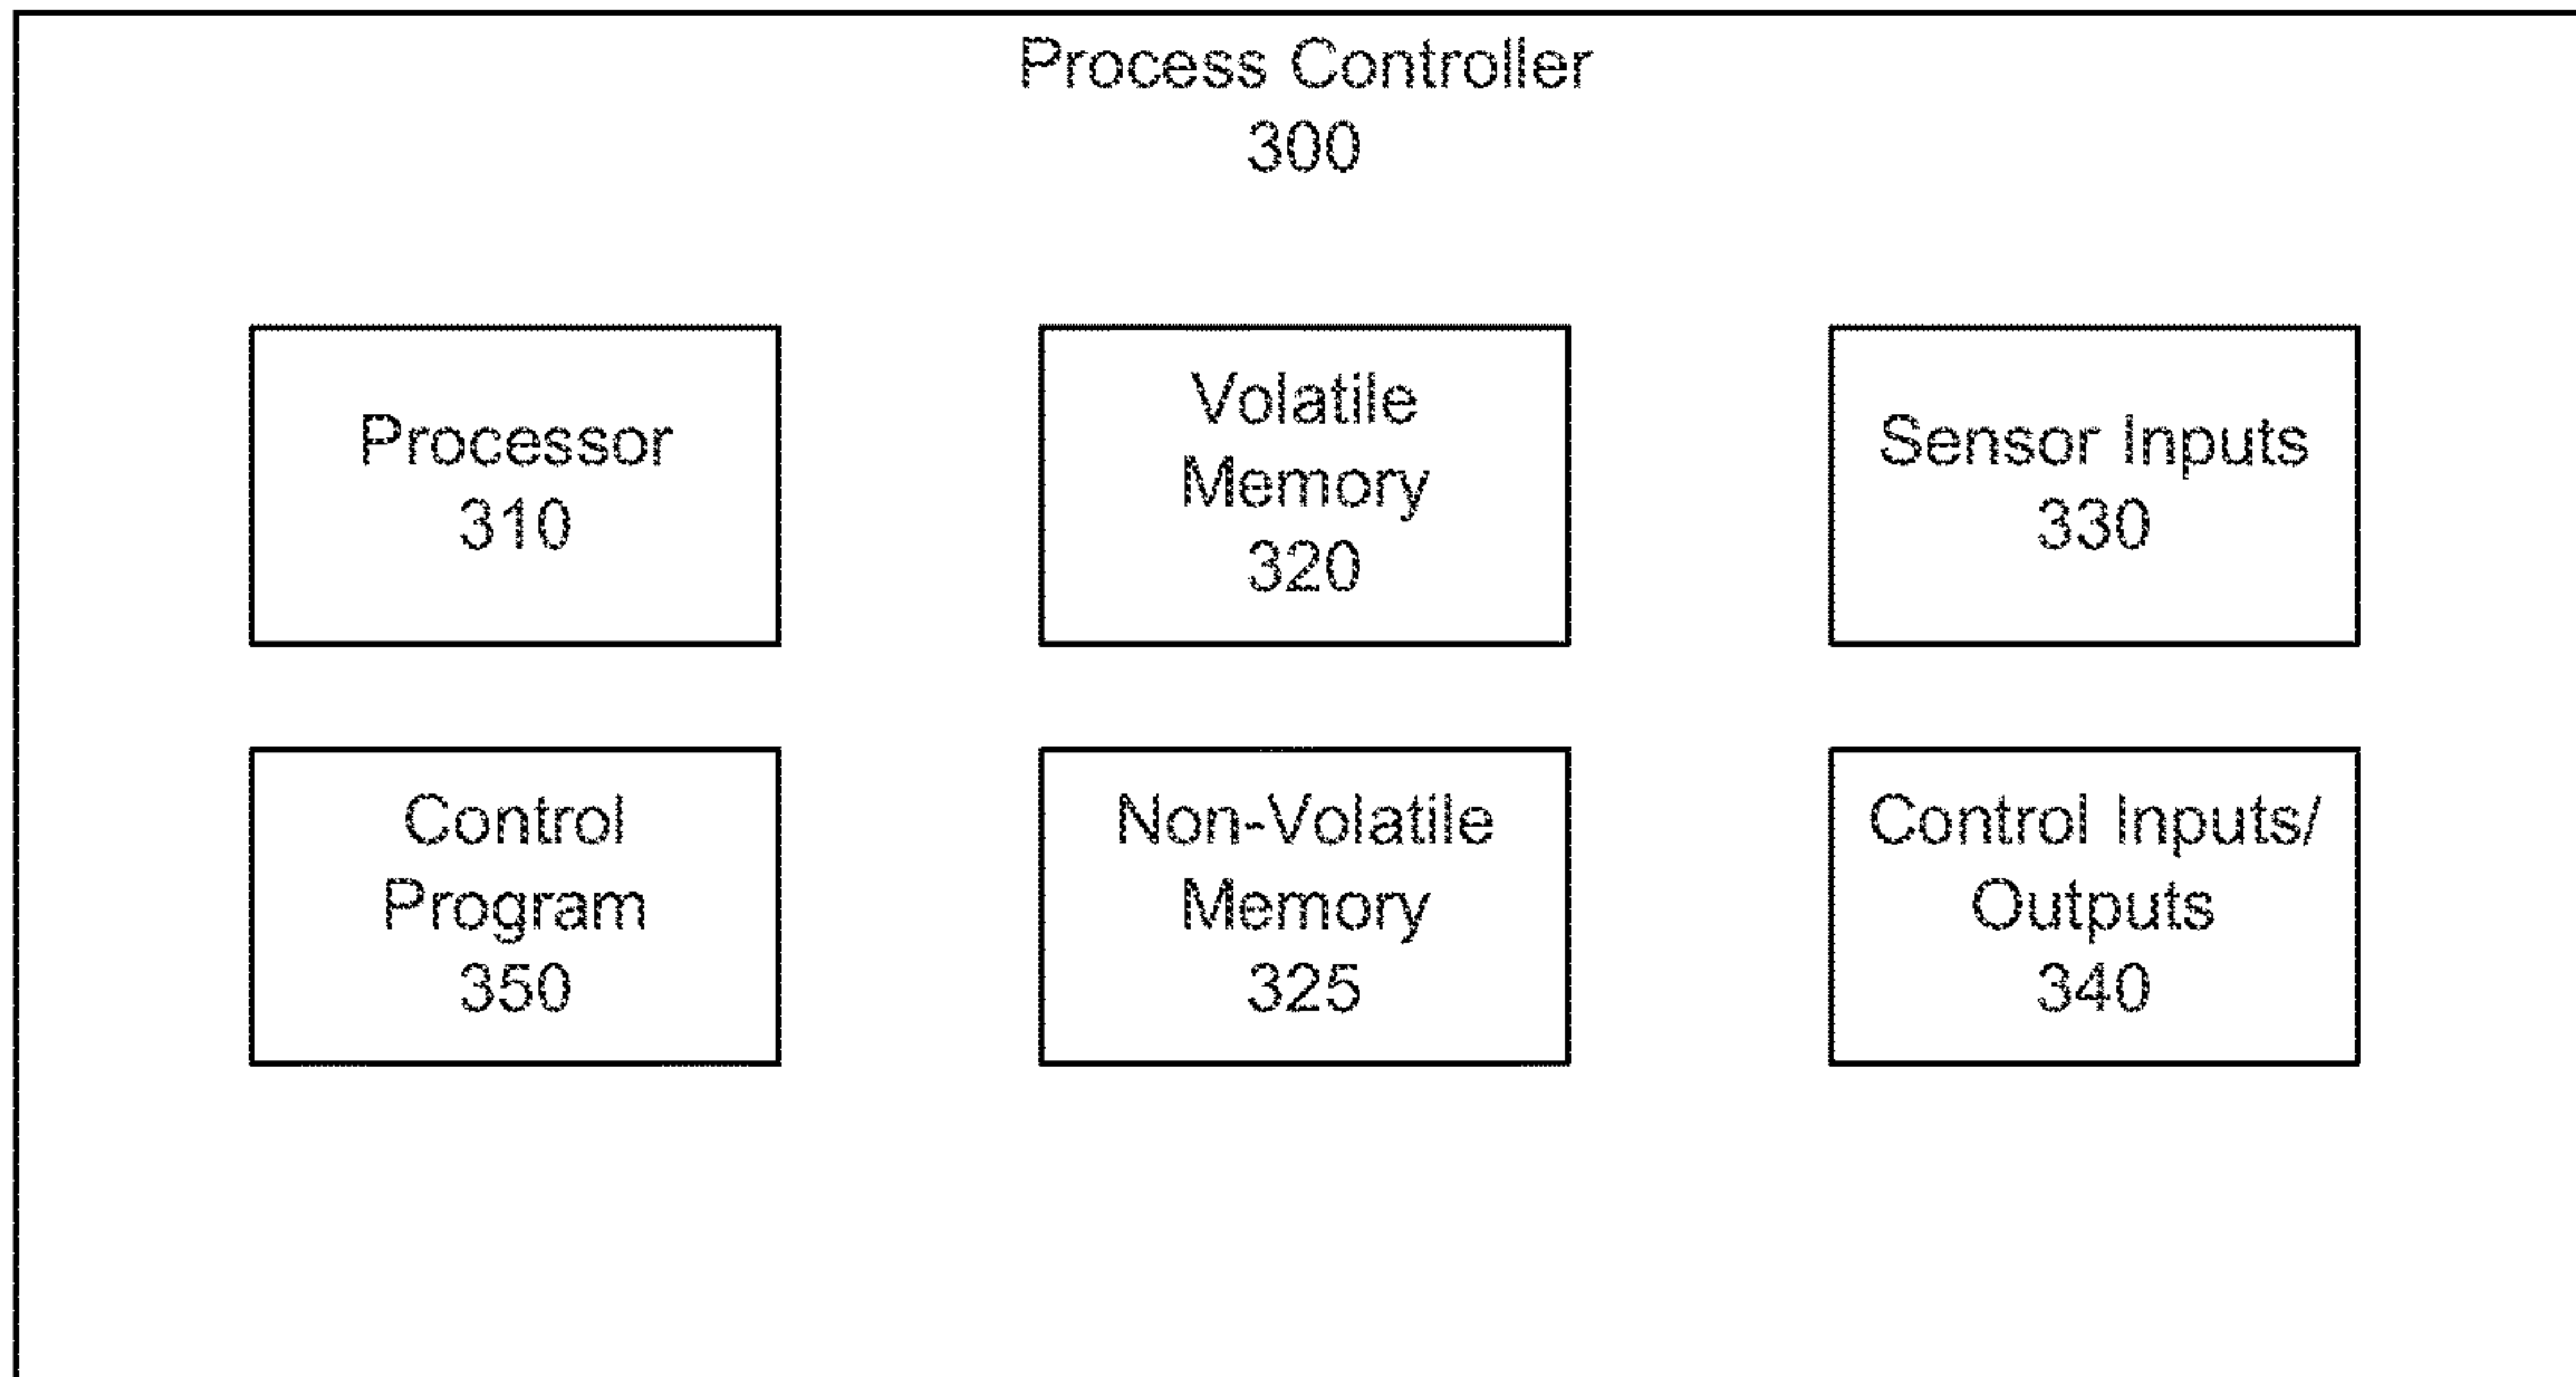 Process Controller
300
Processor
310
Volatile
Memory
320
Sensor Inputs
330
Control
Program
350
Non-Volatile
Memory
325
Control Inputs/
Outputs
340